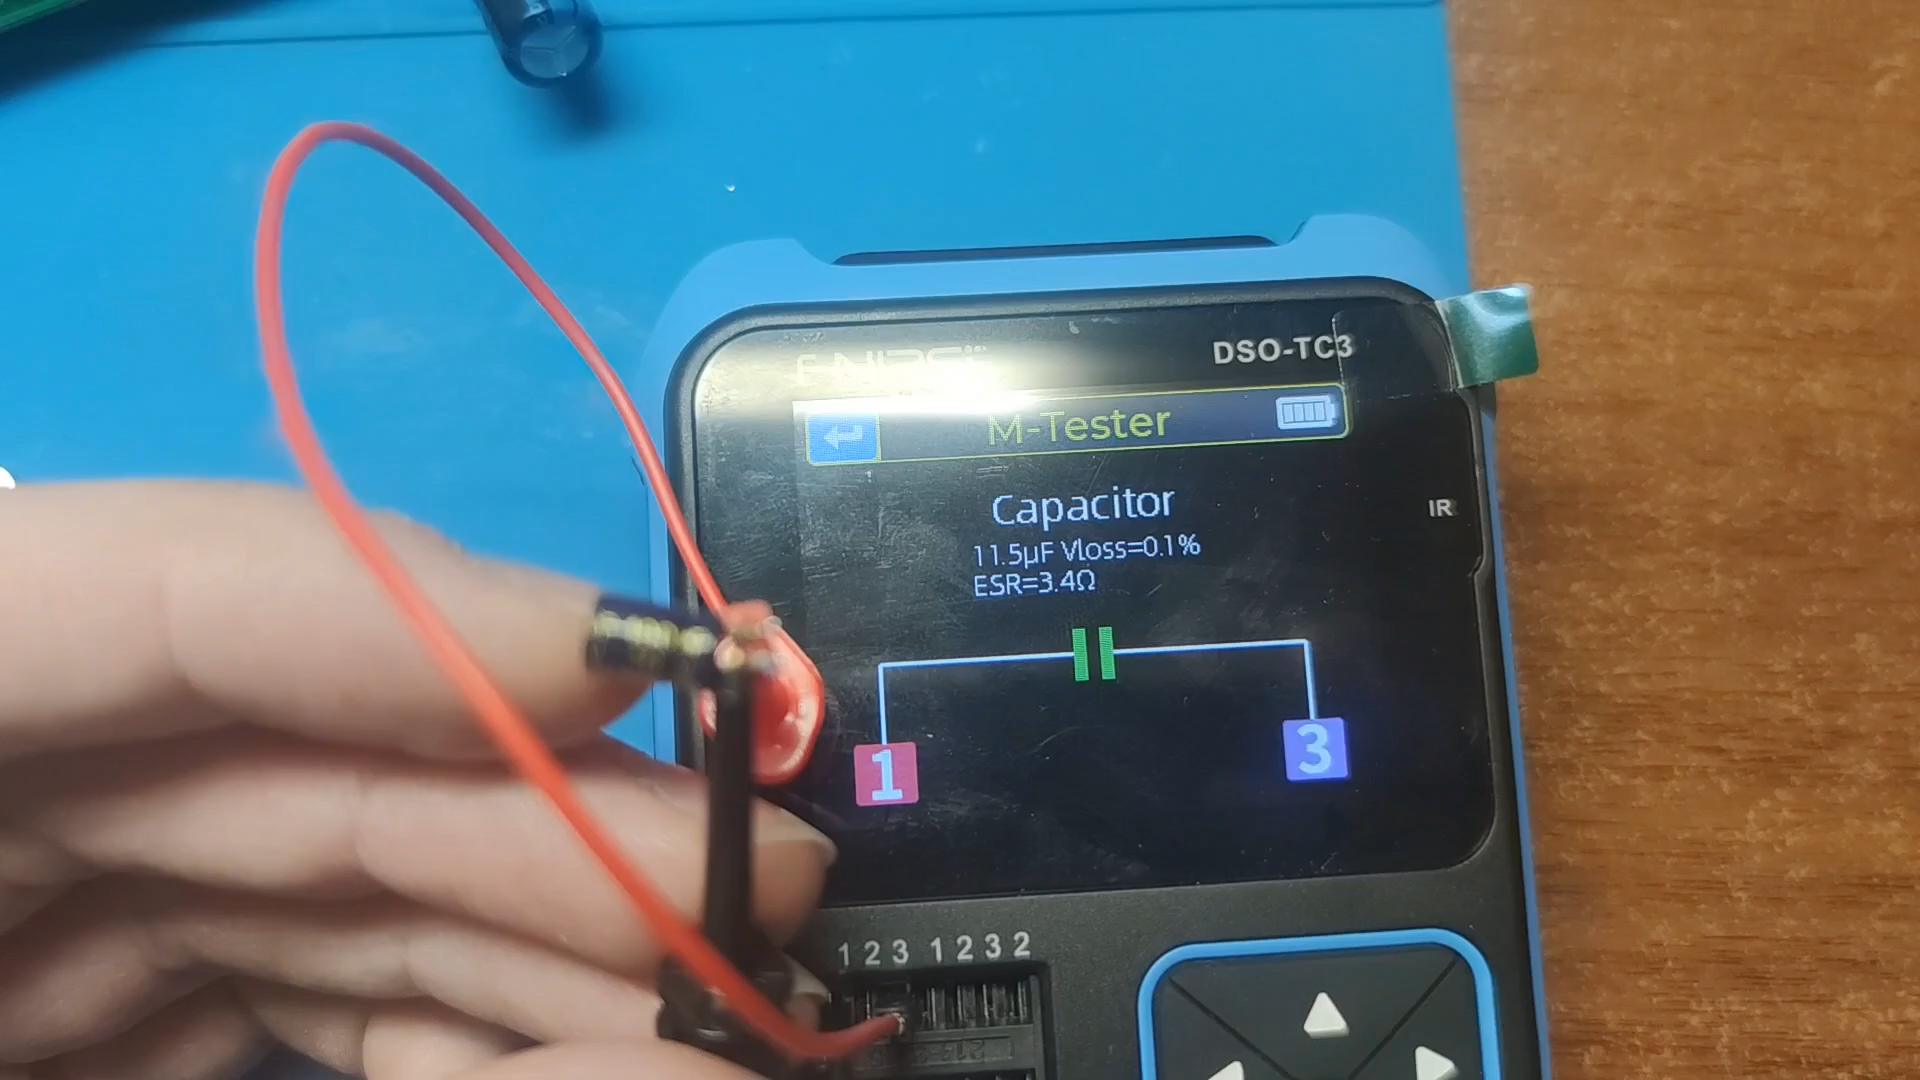 FNIRSI
DSO-TC3
M-Tester
Capacitor
11.5µF Vloss=0.1%
ESR=3.4Ω
IR
1
3
1 2 3 1 2 3 2